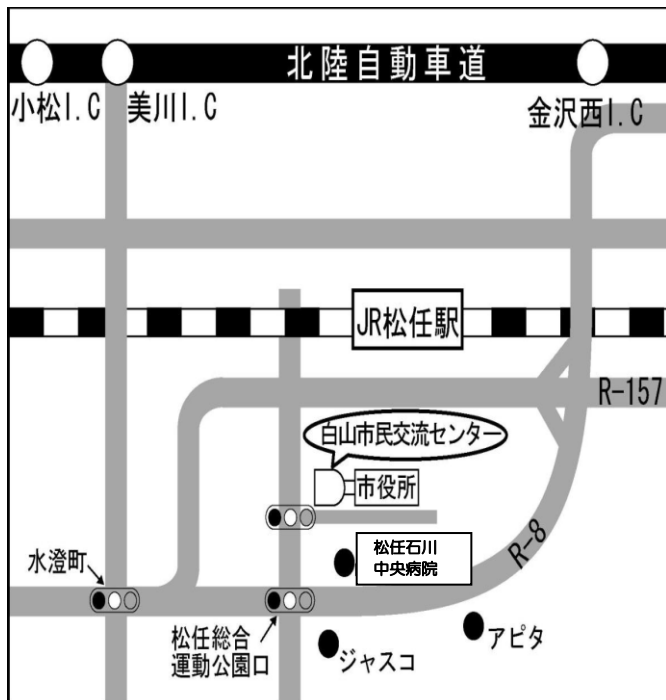 北陸自動車道
小松I.C
美川I.C
金沢西I.C
JR松任駅
R-157
白山市民交流センター
市役所
松任石川
中央病院
R-8
水澄町
松任総合
運動公園口
ジャスコ
アピタ